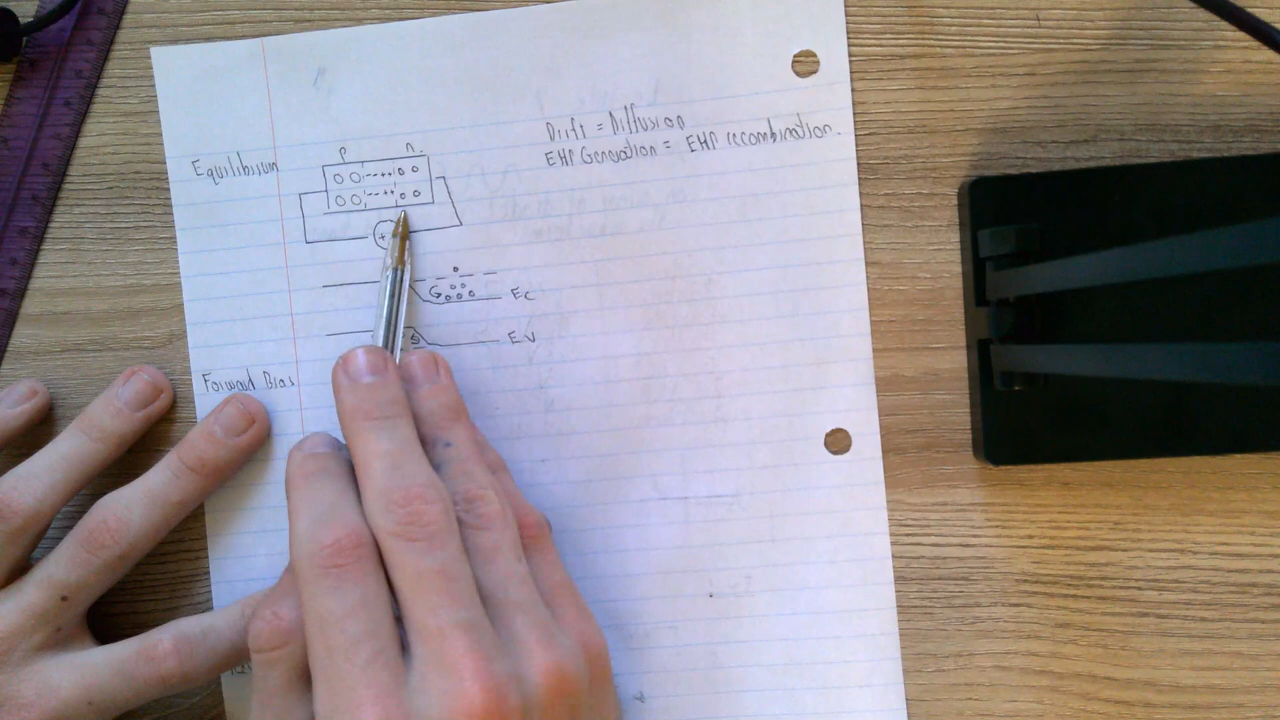 Drift = Diffusion
EHP Generation = EHP recombination.
Equilibrium
p n.
- - + +
- - + +
+
Ec
Ev
Forward Bias